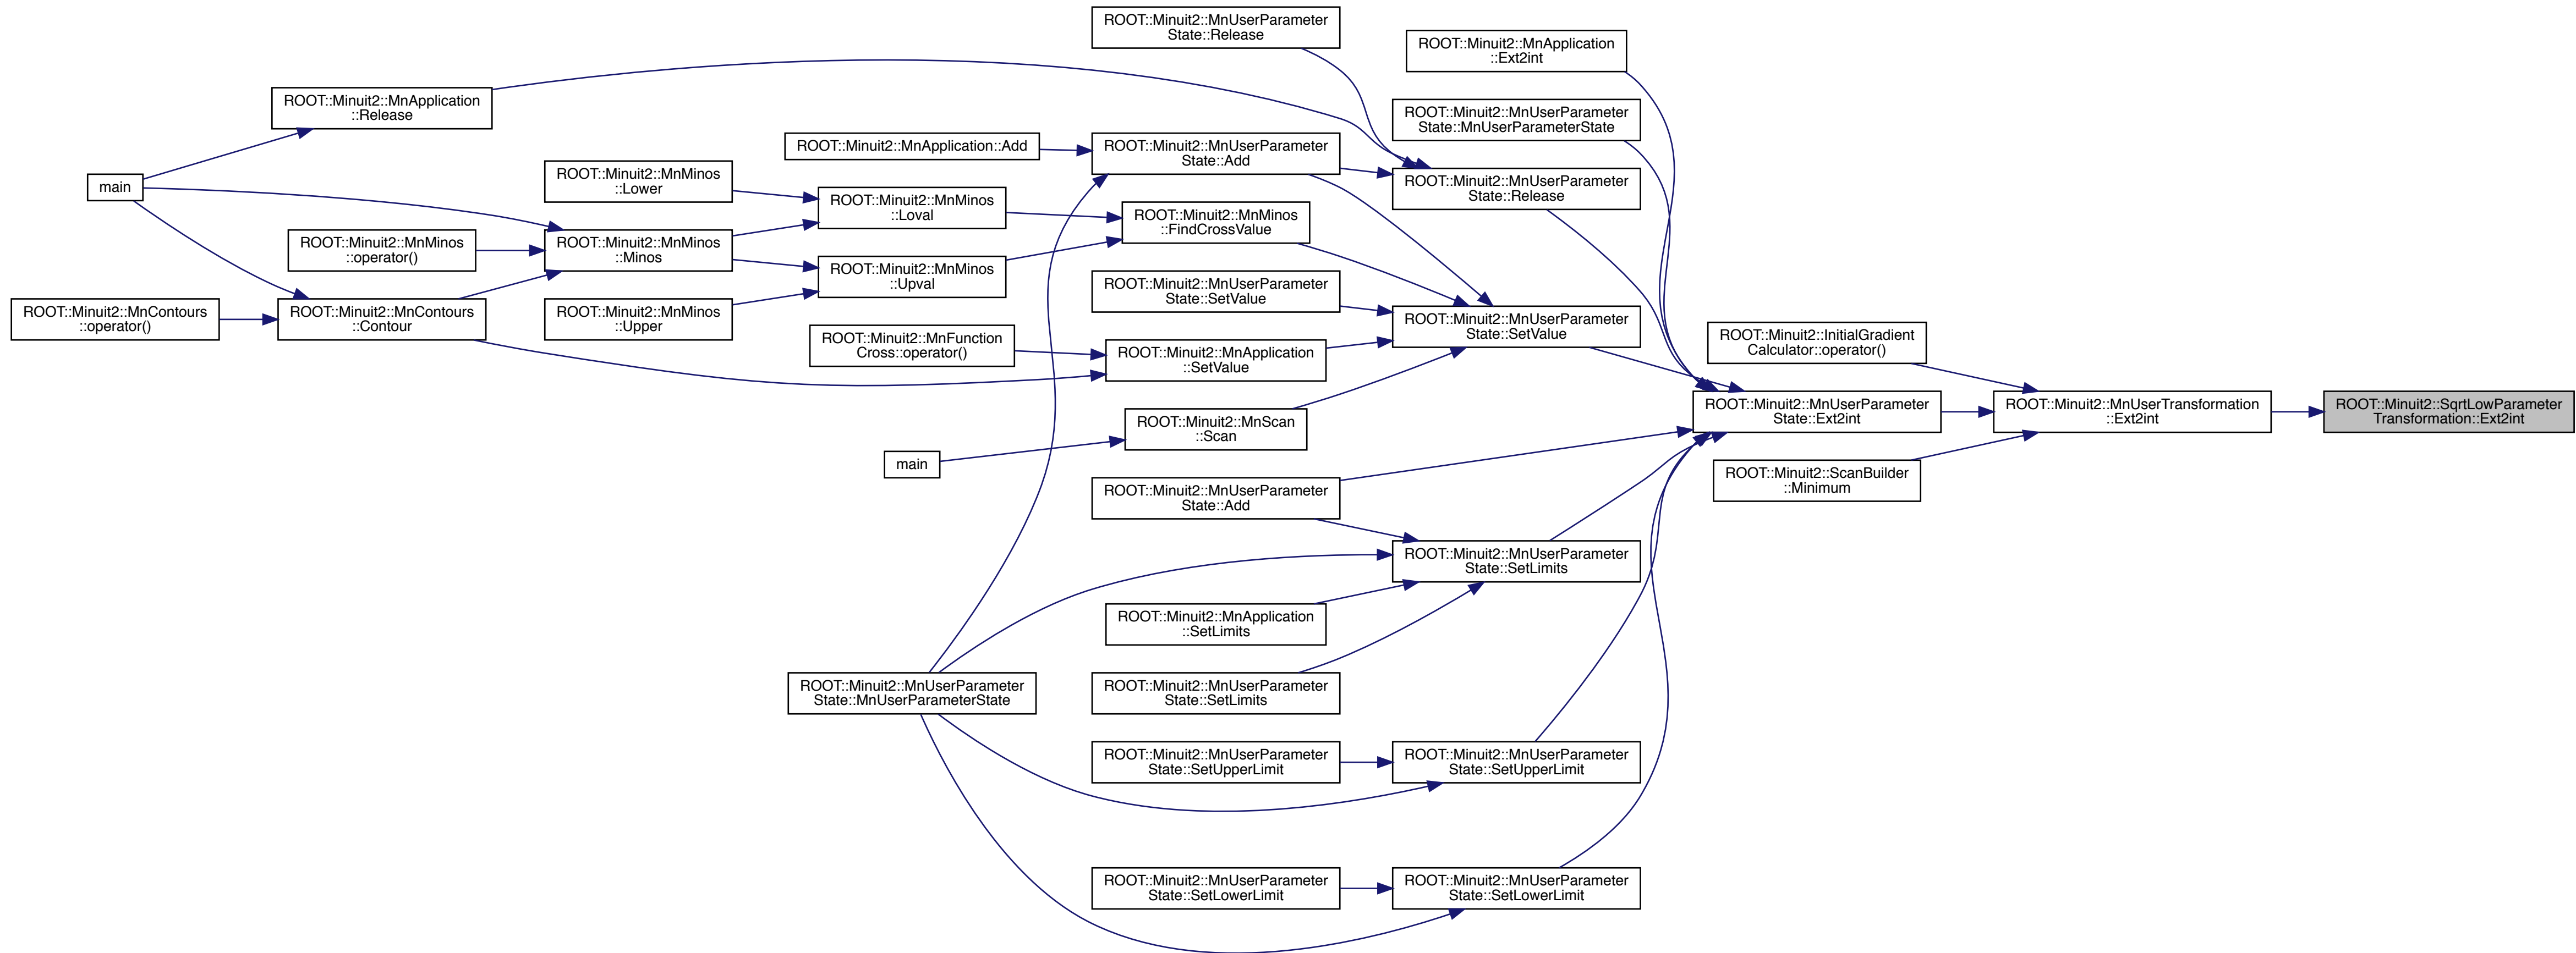 ROOT::Minuit2::MnUserParameter
State::Release
ROOT::Minuit2::MnApplication
::Ext2int
ROOT::Minuit2::MnApplication
::Release
ROOT::Minuit2::MnUserParameter
State::MnUserParameterState
ROOT::Minuit2::MnApplication::Add
ROOT::Minuit2::MnUserParameter
State::Add
ROOT::Minuit2::MnUserParameter
State::Release
main
ROOT::Minuit2::MnMinos
::Lower
ROOT::Minuit2::MnMinos
::Loval
ROOT::Minuit2::MnMinos
::FindCrossValue
ROOT::Minuit2::MnMinos
::operator()
ROOT::Minuit2::MnMinos
::Minos
ROOT::Minuit2::MnMinos
::Upval
ROOT::Minuit2::MnUserParameter
State::SetValue
ROOT::Minuit2::MnContours
::operator()
ROOT::Minuit2::MnContours
::Contour
ROOT::Minuit2::MnMinos
::Upper
ROOT::Minuit2::MnUserParameter
State::SetValue
ROOT::Minuit2::MnFunction
Cross::operator()
ROOT::Minuit2::MnApplication
::SetValue
ROOT::Minuit2::InitialGradient
Calculator::operator()
ROOT::Minuit2::MnUserParameter
State::Ext2int
ROOT::Minuit2::MnUserTransformation
::Ext2int
ROOT::Minuit2::SqrtLowParameter
Transformation::Ext2int
ROOT::Minuit2::MnScan
::Scan
main
ROOT::Minuit2::ScanBuilder
::Minimum
ROOT::Minuit2::MnUserParameter
State::Add
ROOT::Minuit2::MnUserParameter
State::SetLimits
ROOT::Minuit2::MnApplication
::SetLimits
ROOT::Minuit2::MnUserParameter
State::MnUserParameterState
ROOT::Minuit2::MnUserParameter
State::SetLimits
ROOT::Minuit2::MnUserParameter
State::SetUpperLimit
ROOT::Minuit2::MnUserParameter
State::SetUpperLimit
ROOT::Minuit2::MnUserParameter
State::SetLowerLimit
ROOT::Minuit2::MnUserParameter
State::SetLowerLimit